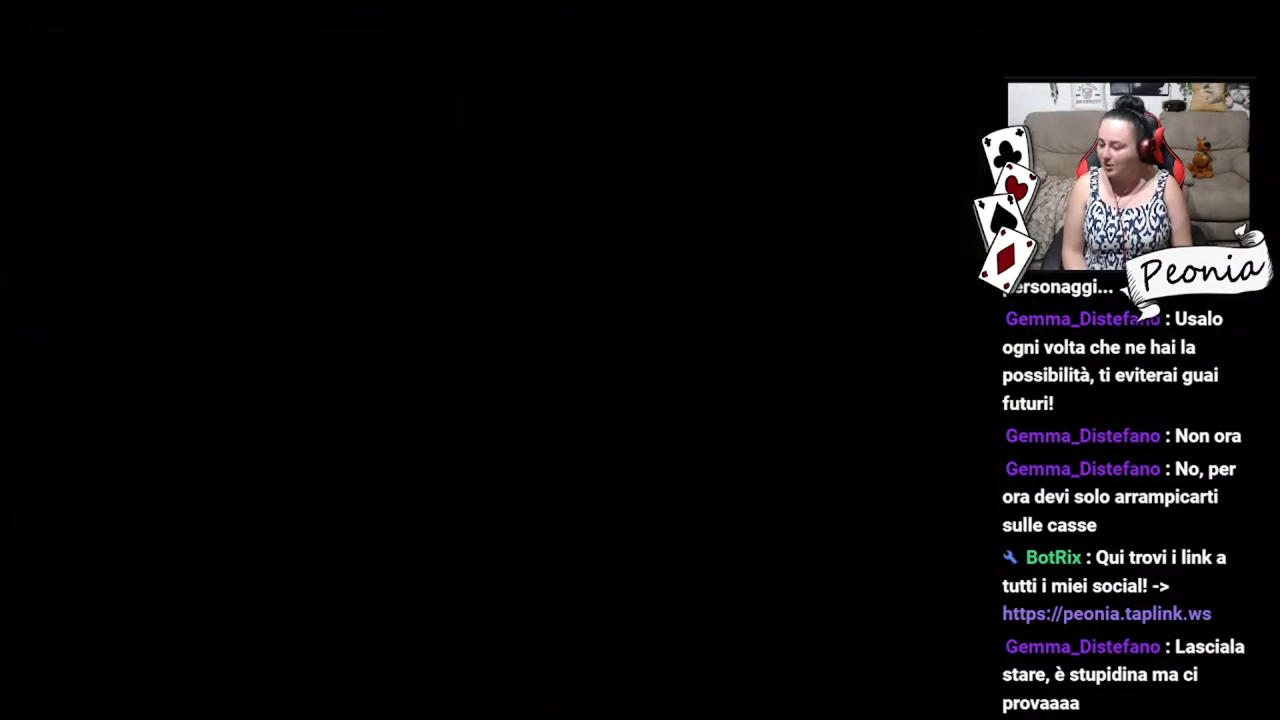 Peonia
personaggi...
Gemma_Distefano : Usalo
ogni volta che ne hai la
possibilità, ti eviterai guai
futuri!
Gemma_Distefano : Non ora
Gemma_Distefano : No, per
ora devi solo arrampicarti
sulle casse
BotRix : Qui trovi i link a
tutti i miei social! ->
https://peonia.taplink.ws
Gemma_Distefano : Lasciala
stare, è stupidina ma ci
provaaaa